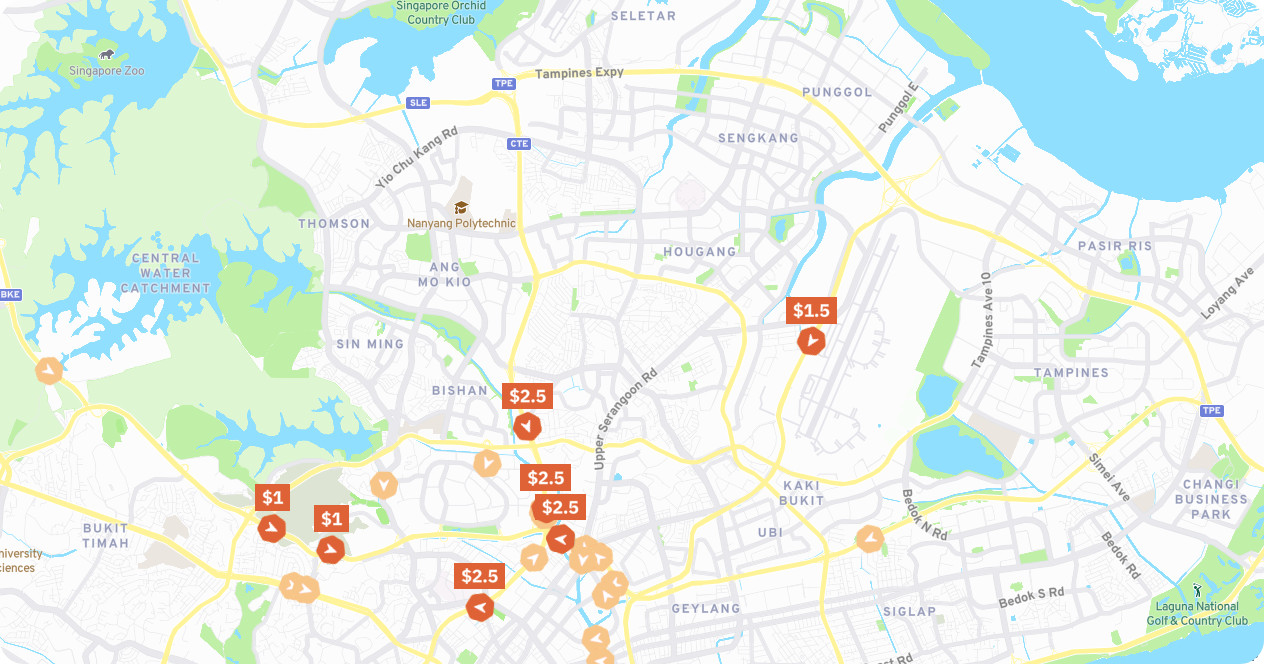 Singapore Orchid
Country Club
SELETAR
Singapore Zoo
Tampines Expy
TPE
PUNGGOL
SLE
Punggol E
CTE
SENGKANG
Yio Chu Kang Rd
THOMSON
Nanyang Polytechnic
HOUGANG
PASIR RIS
CENTRAL
WATER
CATCHMENT
ANG
MO KIO
BKE
Loyang Ave
Tampines Ave 10
$1.5
SIN MING
TAMPINES
BISHAN
$2.5
Upper Serangoon Rd
TPE
$2.5
Simei Ave
KAKI
BUKIT
CHANGI
BUSINESS
PARK
$1
$2.5
Bedok N Rd
$1
BUKIT
TIMAH
UBI
Bedok Rd
niversity
ciences
$2.5
Bedok S Rd
GEYLANG
SIGLAP
Laguna National
Golf & Country Club
st Rd